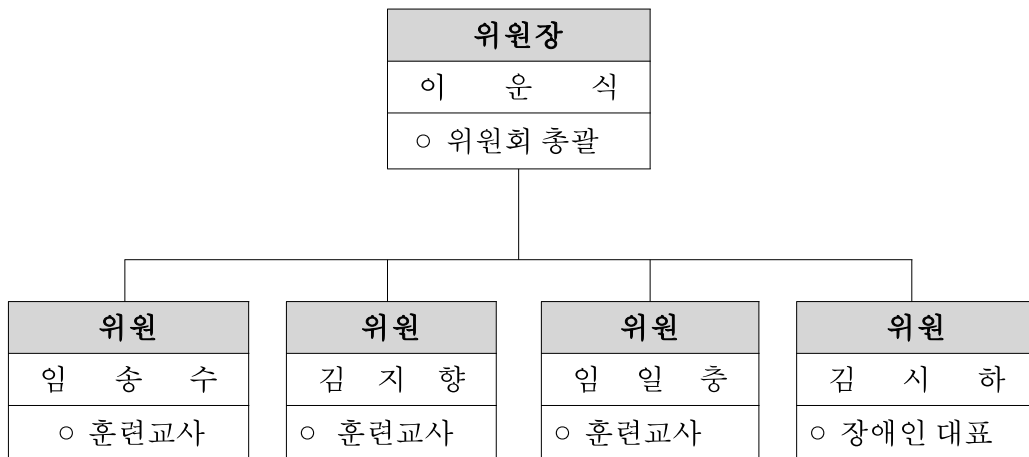 위원장
이 운 식
○ 위원회 총괄
위원 위원 위원 위원
임 송 수 김 지 향 임 일 충 김 시 하
○ 훈련교사 ○ 훈련교사 ○ 훈련교사 ○ 장애인 대표